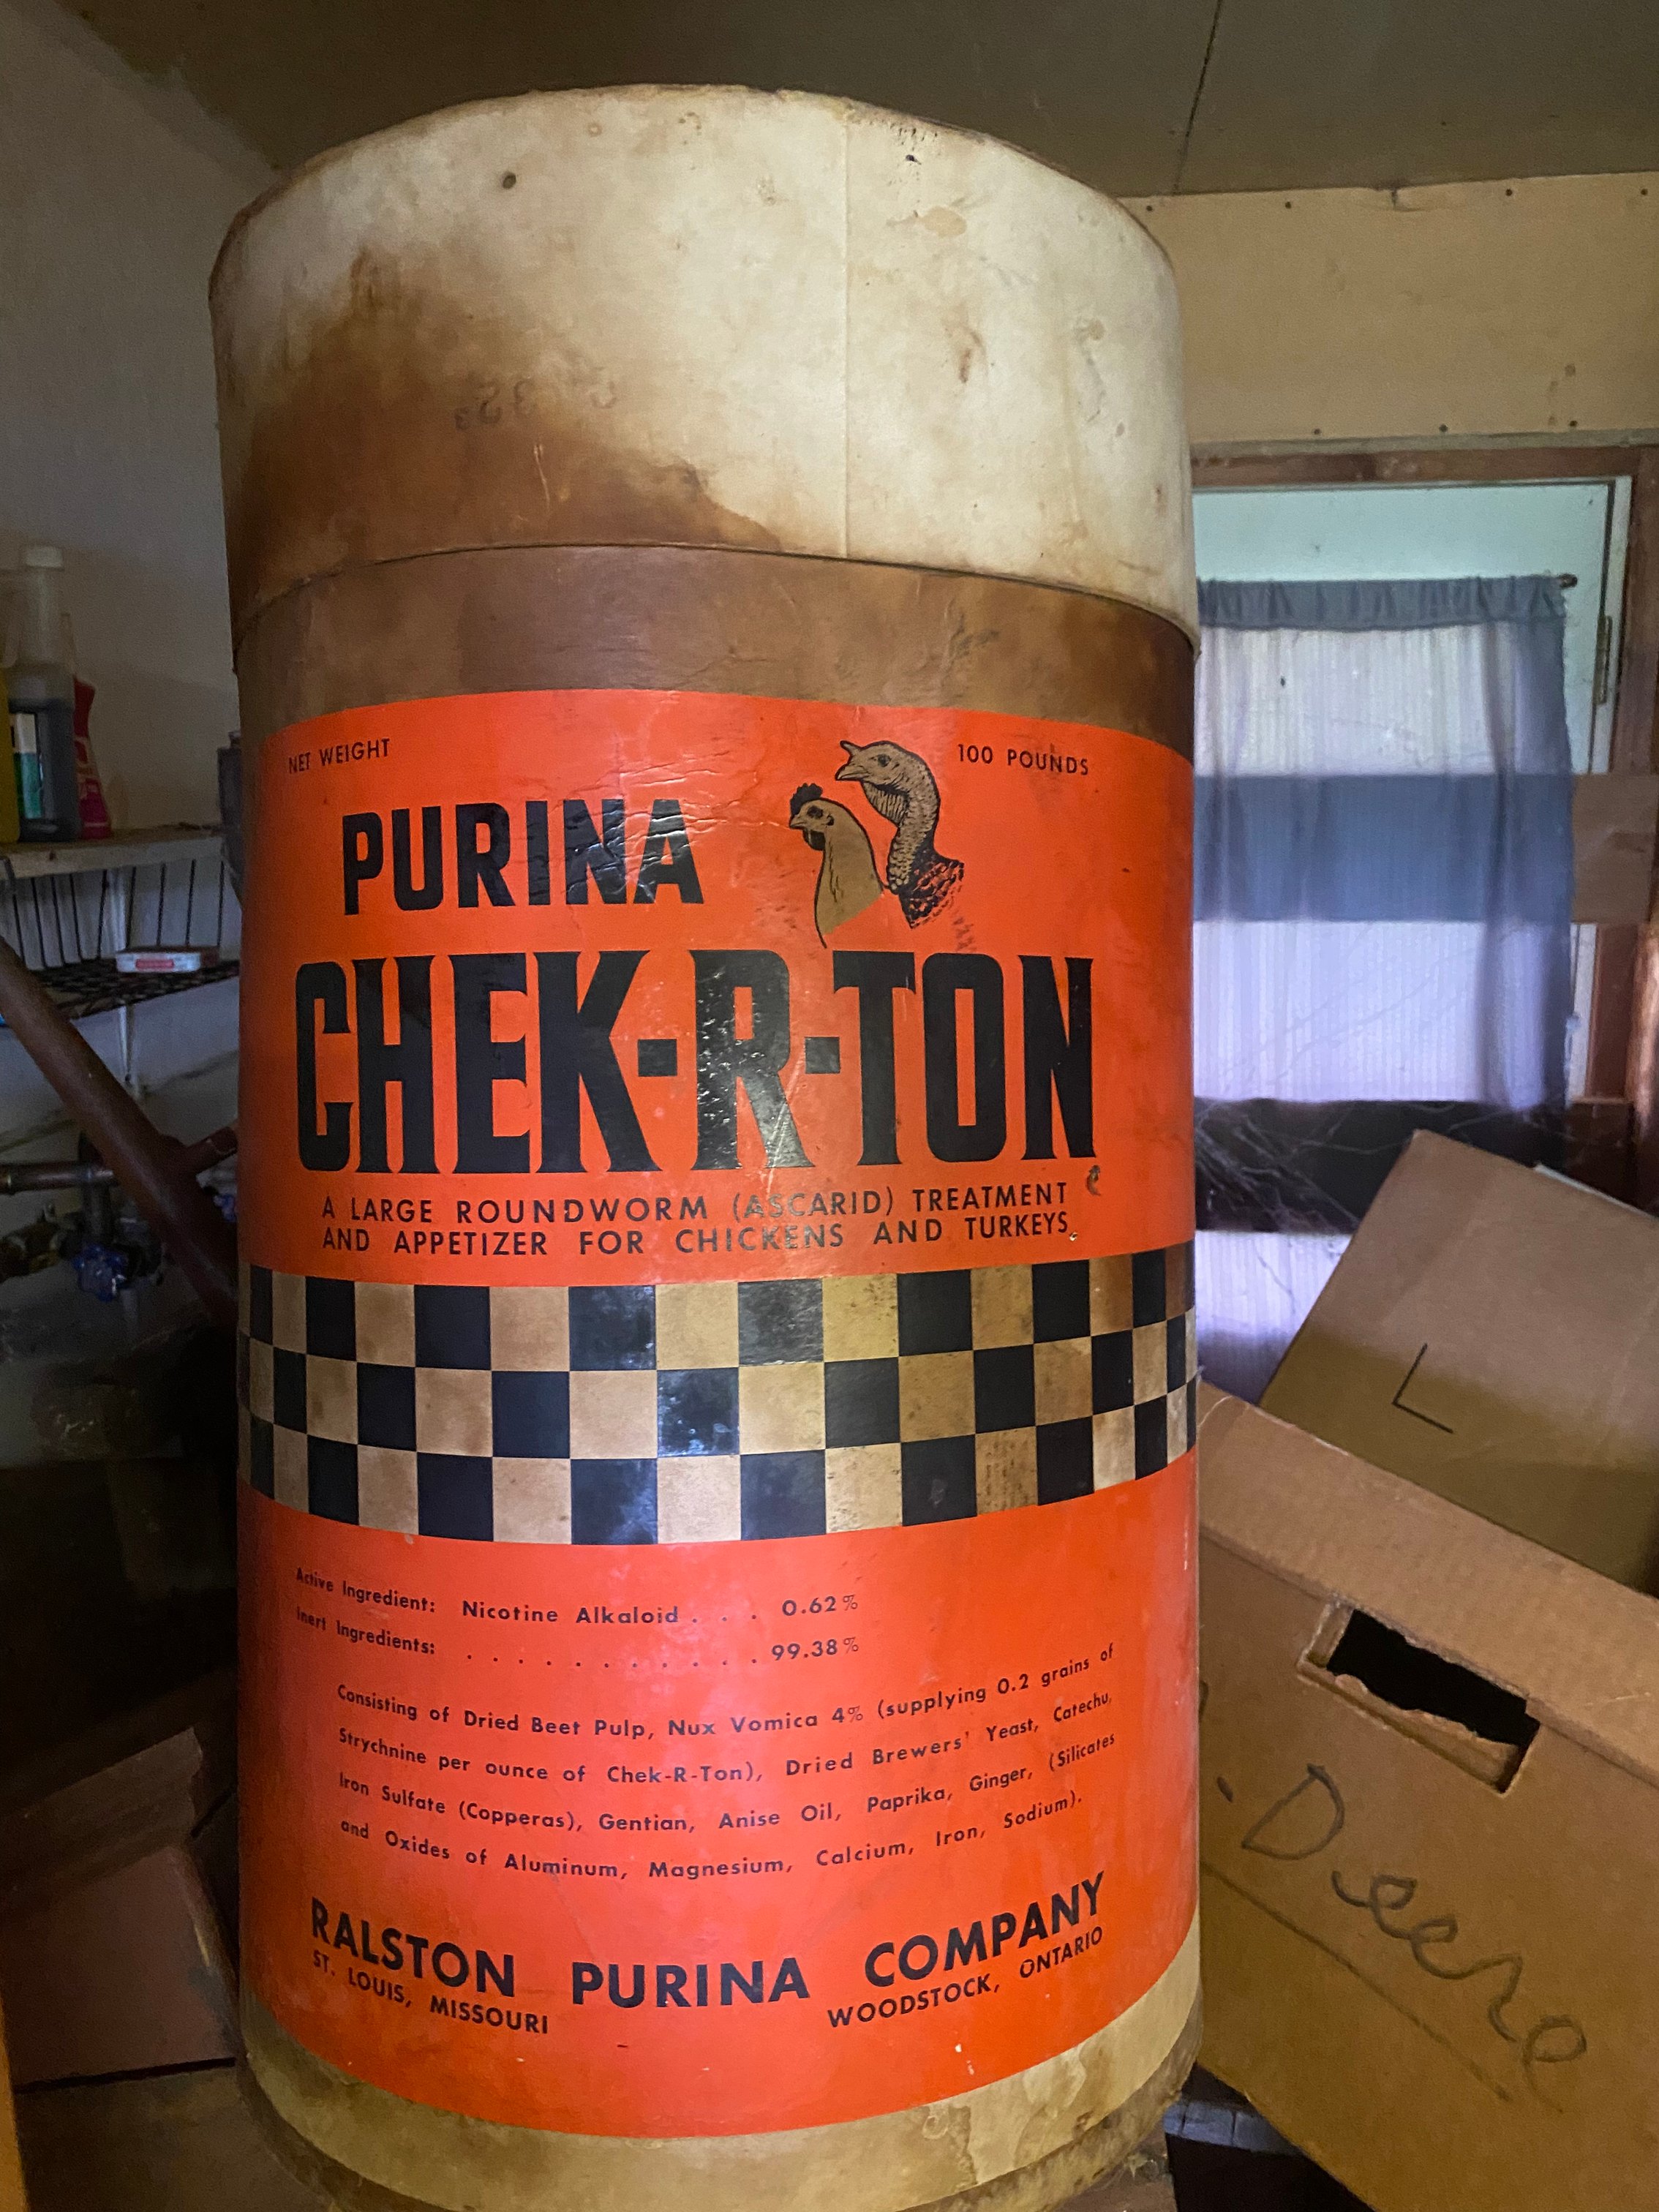 NET WEIGHT 100 POUNDS
PURINA
CHEK-R-TON
A LARGE ROUNDWORM (ASCARID) TREATMENT
AND APPETIZER FOR CHICKENS AND TURKEYS.
Active Ingredient: Nicotine Alkaloid . . . 0.62%
Inert Ingredients: . . . . . . . . . . . 99.38%
Consisting of Dried Beet Pulp, Nux Vomica 4% (supplying 0.2 grains of
Strychnine per ounce of Chek-R-Ton), Dried Brewers' Yeast, Catechu,
Iron Sulfate (Copperas), Gentian, Anise Oil, Paprika, Ginger, (Silicates
and Oxides of Aluminum, Magnesium, Calcium, Iron, Sodium).
RALSTON PURINA COMPANY
ST. LOUIS, MISSOURI WOODSTOCK, ONTARIO
L
Deere